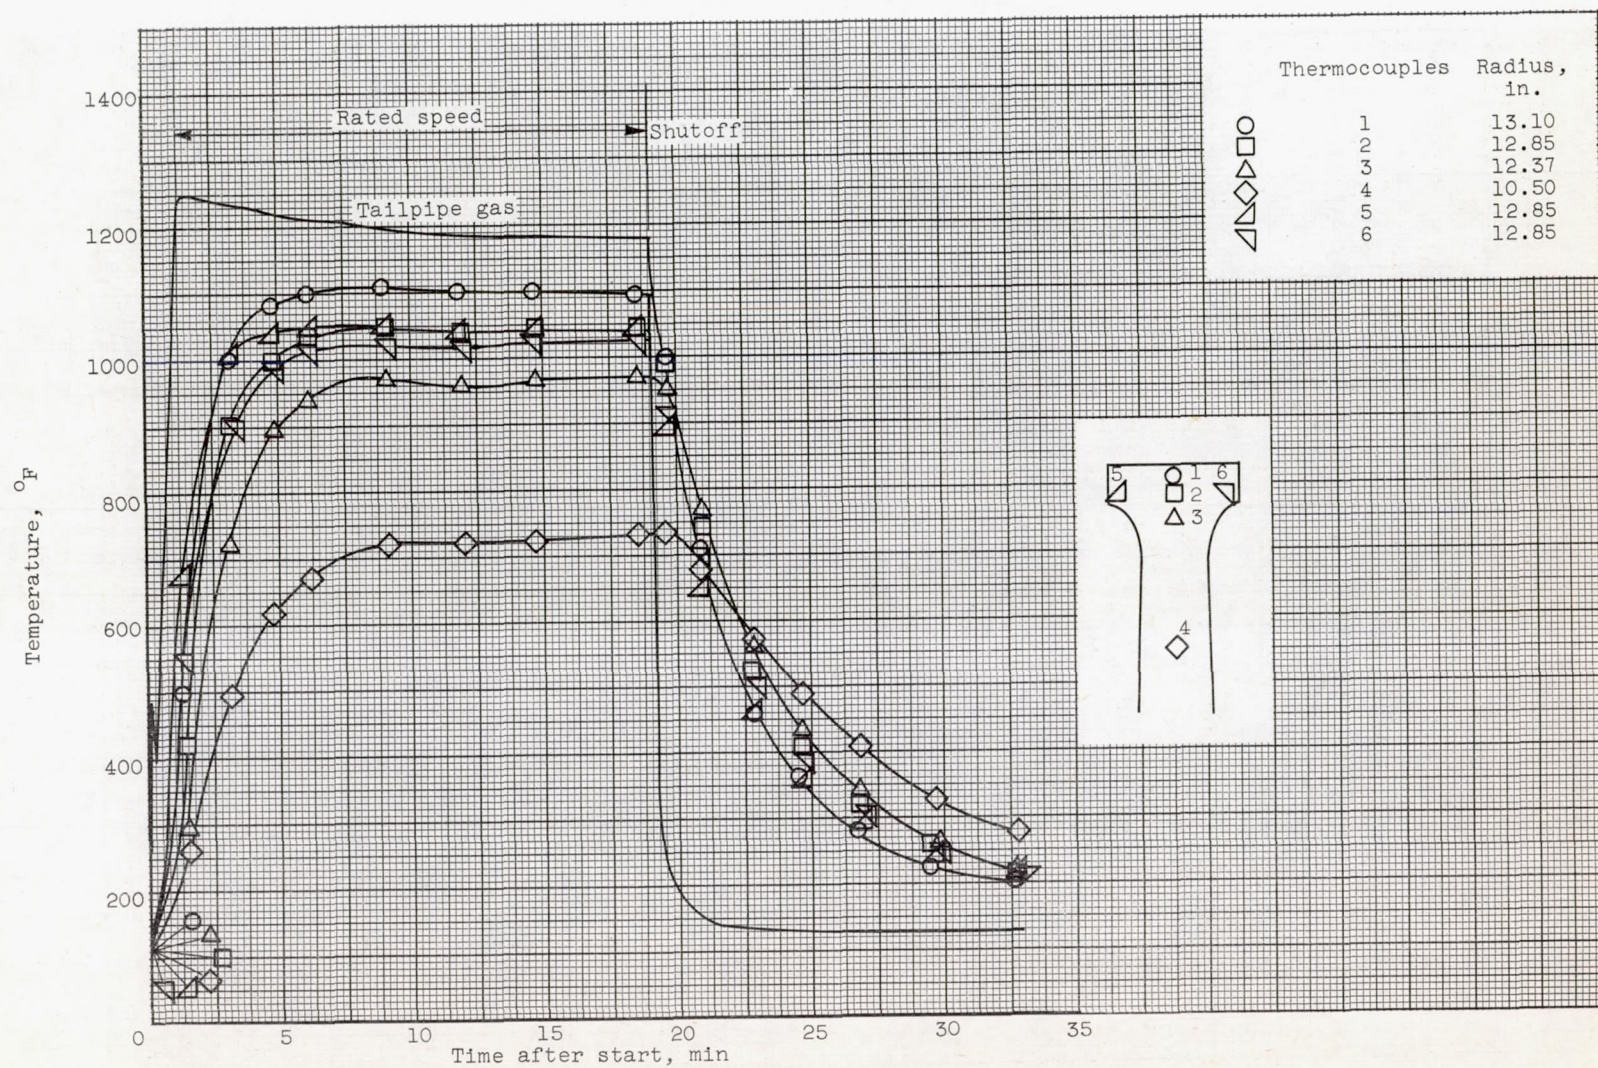 Thermocouples Radius,
in.
1 13.10
2 12.85
3 12.37
4 10.50
5 12.85
6 12.85
1400
Rated speed
Shutoff
Tailpipe gas
1200
1000
800
600
400
200
Temperature, °F
5 1 6
2
3
4
0 5 10 15 20 25 30 35
Time after start, min